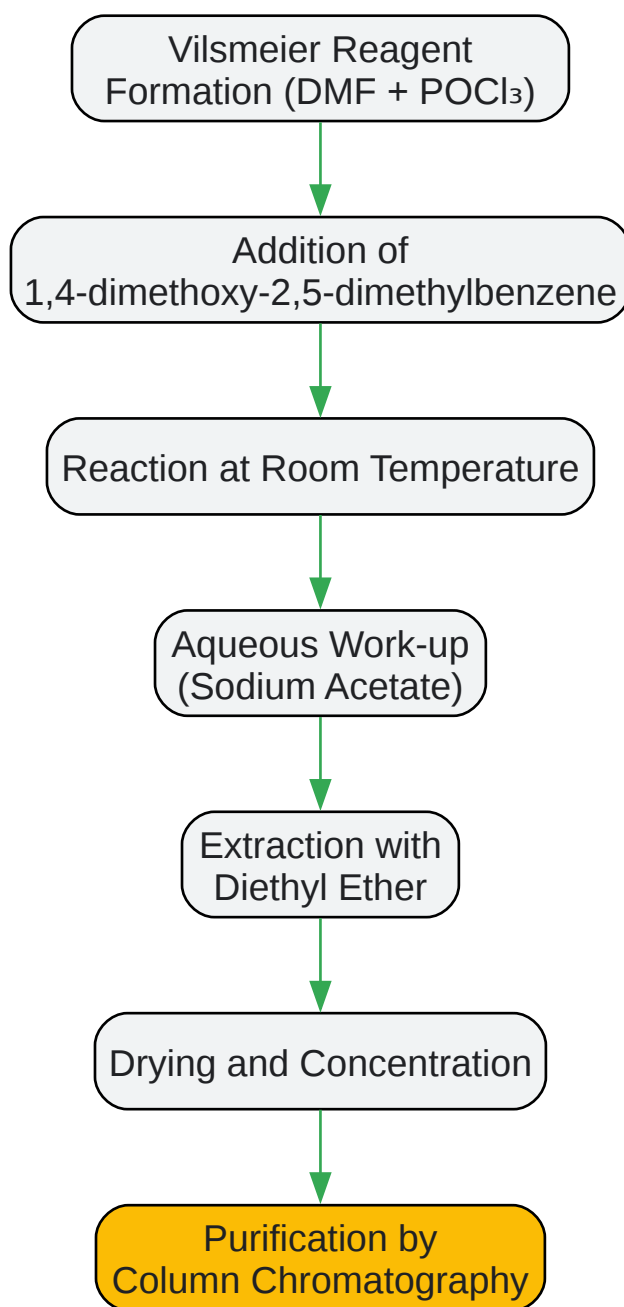 Vilsmeier Reagent
Formation (DMF + POCl₃)
Addition of
1,4-dimethoxy-2,5-dimethylbenzene
Reaction at Room Temperature
Aqueous Work-up
(Sodium Acetate)
Extraction with
Diethyl Ether
Drying and Concentration
Purification by
Column Chromatography